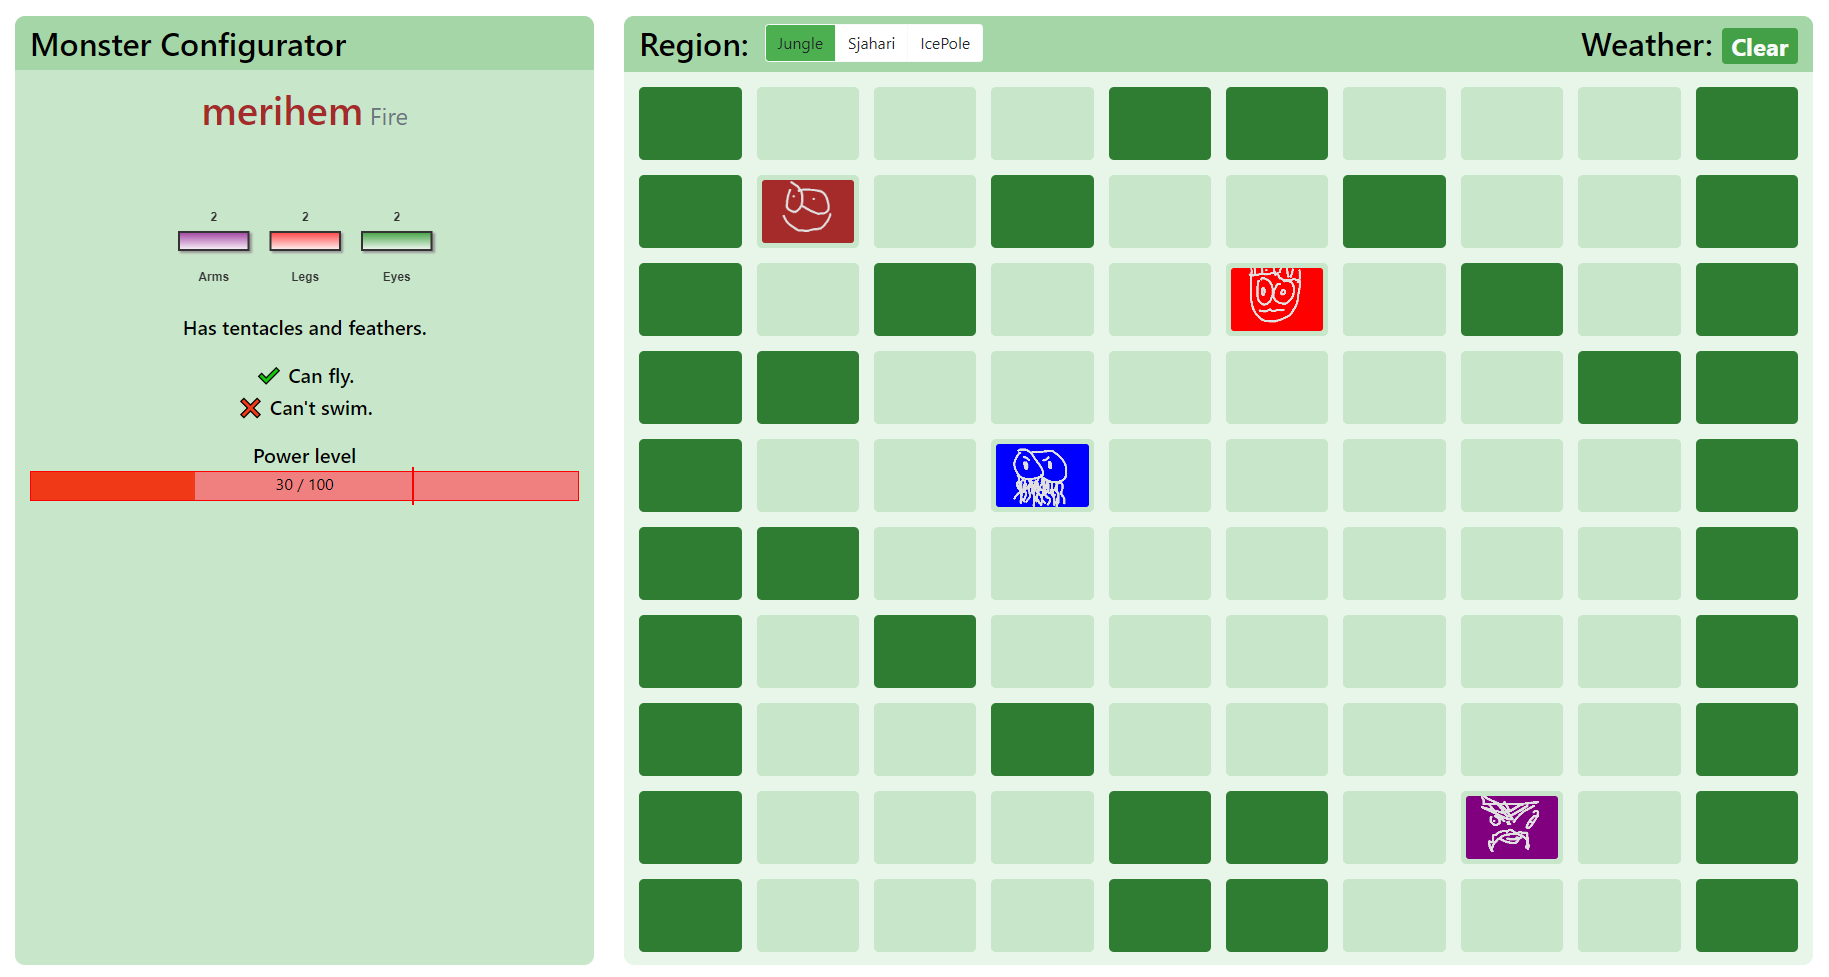 Monster Configurator
merihem Fire
2 2 2
Arms Legs Eyes
Has tentacles and feathers.
Can fly.
Can't swim.
Power level
30 / 100
Region: Jungle Sjahari IcePole Weather: Clear